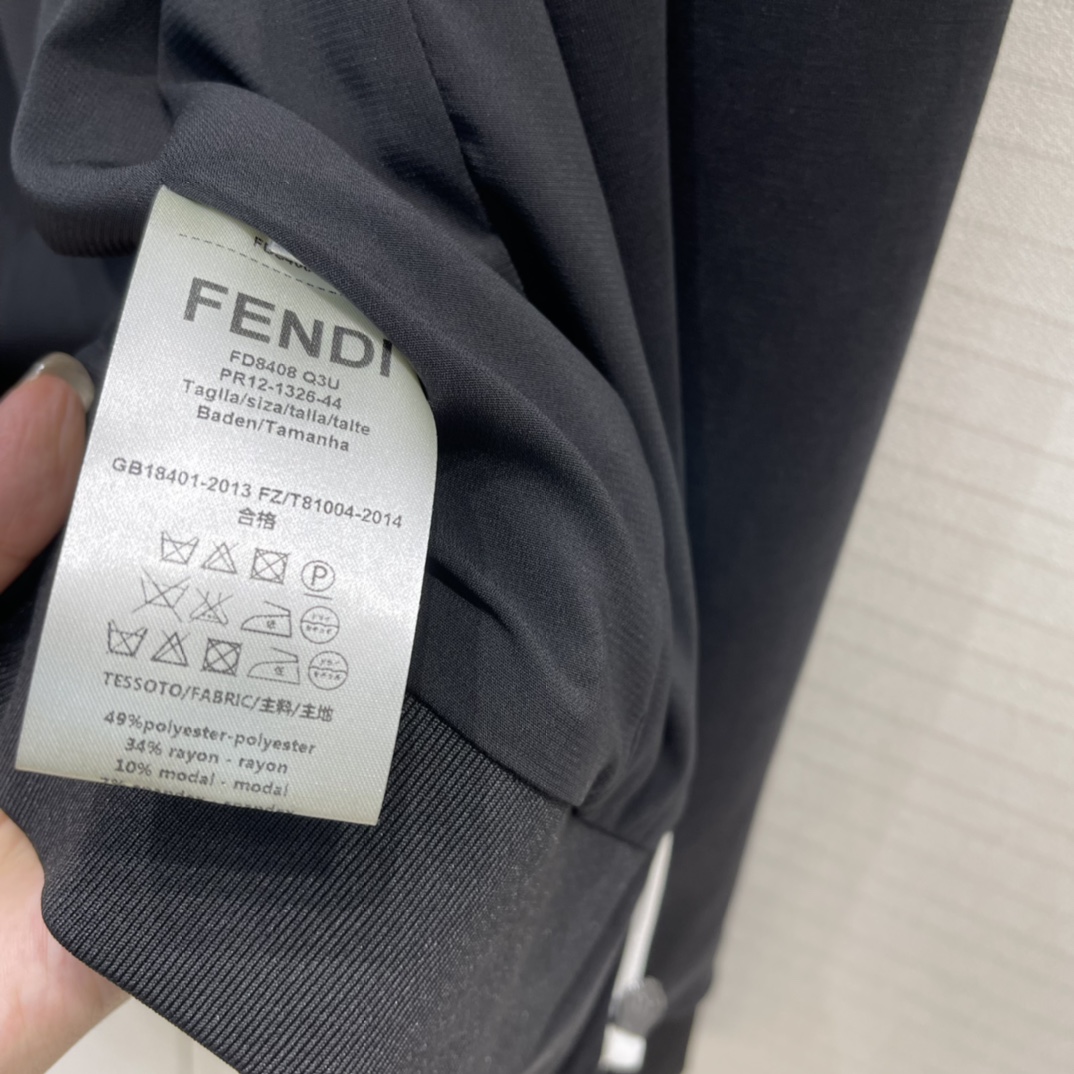 FENDI
FD8408 Q3U
PR12-1326-44
Taglla/siza/talla/talte
Baden/Tamanha
GB18401-2013 FZ/T81004-2014
合格
P
TESSOTO/FABRIC/主料/主地
49%polyester-polyester
34% rayon - rayon
10% modal - modal